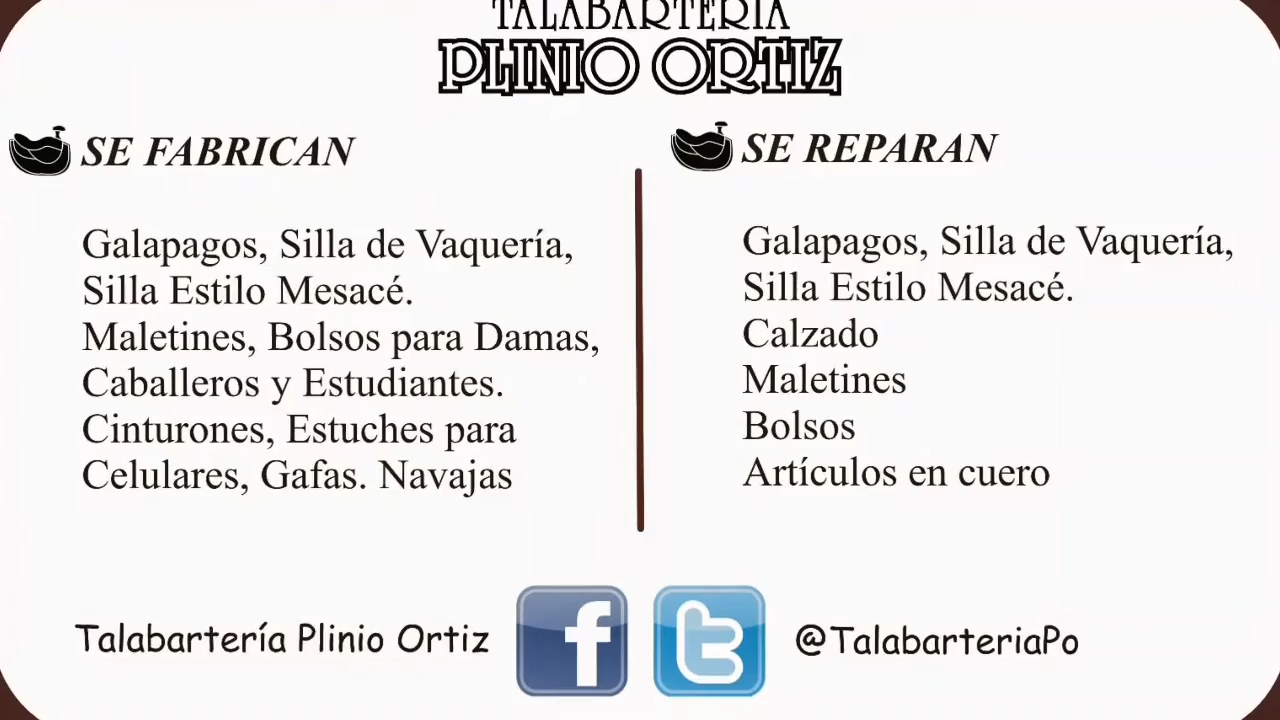 TALABARTERÍA
PLINIO ORTIZ
SE FABRICAN
Galapagos, Silla de Vaquería,
Silla Estilo Mesacé.
Maletines, Bolsos para Damas,
Caballeros y Estudiantes.
Cinturones, Estuches para
Celulares, Gafas. Navajas
SE REPARAN
Galapagos, Silla de Vaquería,
Silla Estilo Mesacé.
Calzado
Maletines
Bolsos
Artículos en cuero
Talabartería Plinio Ortiz
@TalabarteriaPo